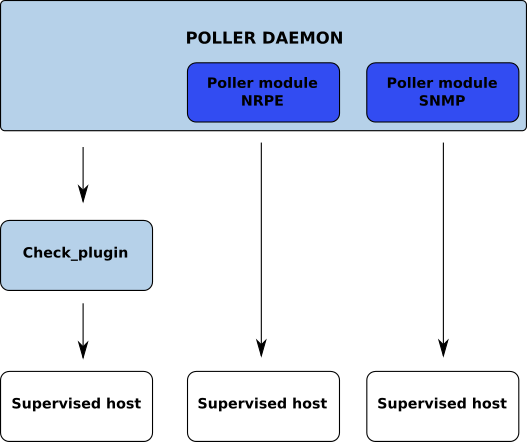 POLLER DAEMON
Poller module
NRPE
Poller module
SNMP
Check_plugin
Supervised host
Supervised host
Supervised host